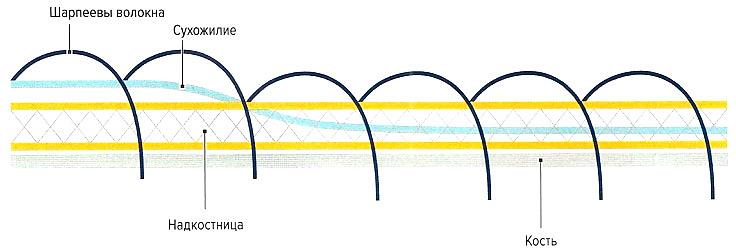 Шарпеевы волокна
Сухожилие
Надкостница
Кость